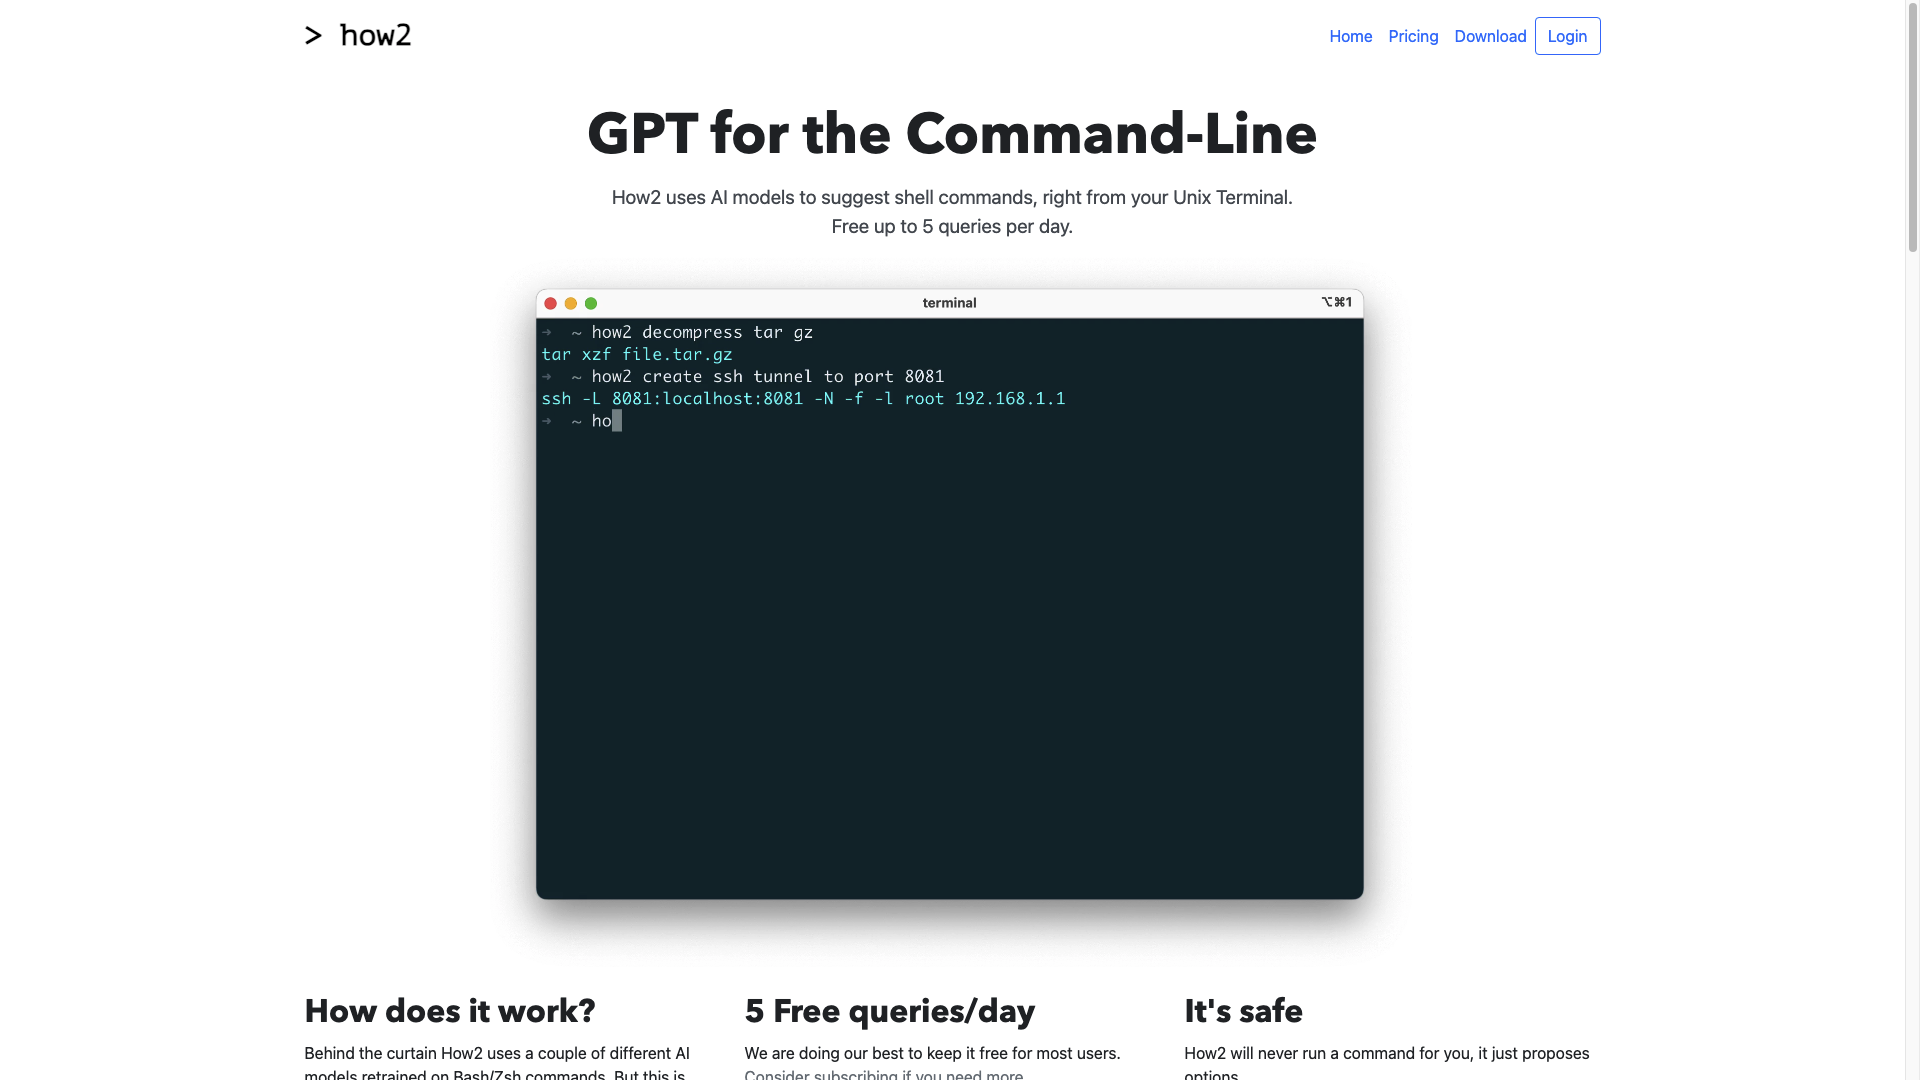 > how2
Home Pricing Download Login
GPT for the Command-Line
How2 uses AI models to suggest shell commands, right from your Unix Terminal.
Free up to 5 queries per day.
terminal ⌥⌘1
➜ ~ how2 decompress tar gz
tar xzf file.tar.gz
➜ ~ how2 create ssh tunnel to port 8081
ssh -L 8081:localhost:8081 -N -f -l root 192.168.1.1
➜ ~ ho
How does it work?
Behind the curtain How2 uses a couple of different AI
models retrained on Bash/Zsh commands. But this is
5 Free queries/day
We are doing our best to keep it free for most users.
Consider subscribing if you need more.
It's safe
How2 will never run a command for you, it just proposes
options.